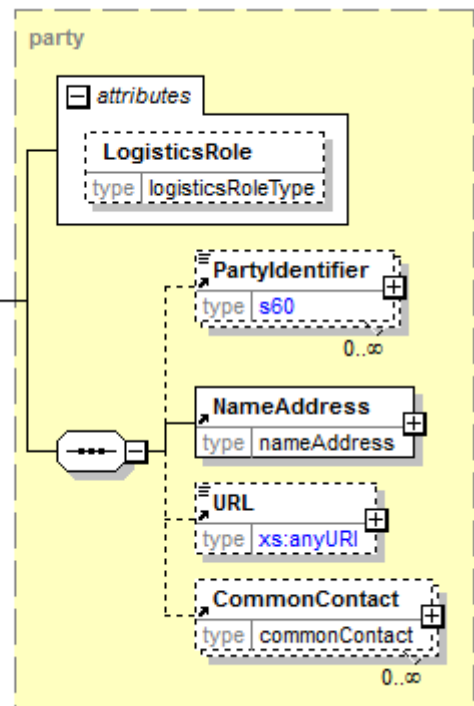 party
attributes
LogisticsRole
type logisticsRoleType
PartyIdentifier
type s60
0..∞
NameAddress
type nameAddress
URL
type xs:anyURI
CommonContact
type commonContact
0..∞